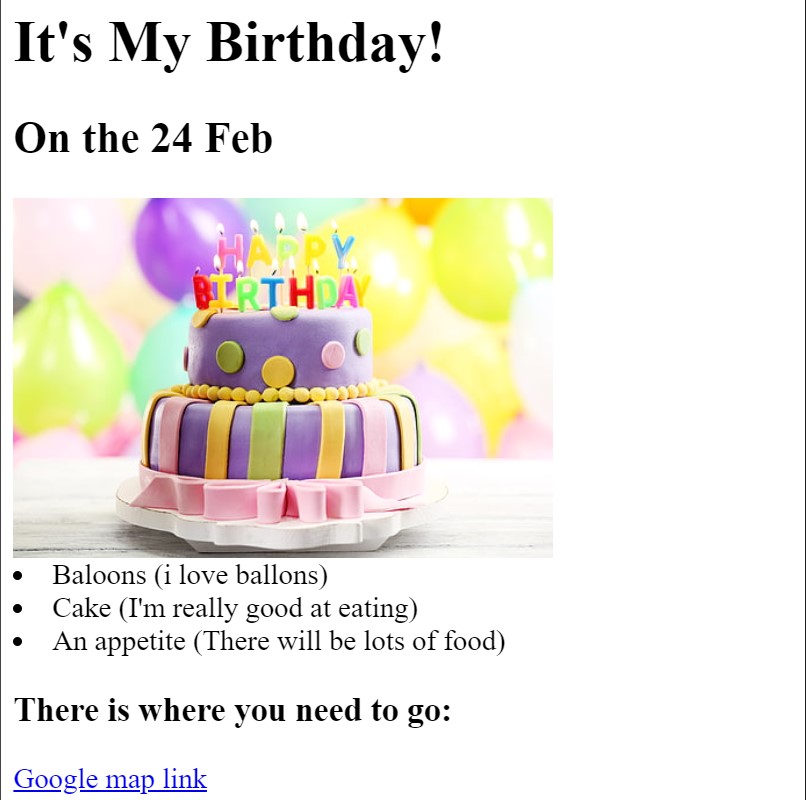 It's My Birthday!
On the 24 Feb
HAPPY
BIRTHDAY
Baloons (i love ballons)
Cake (I'm really good at eating)
An appetite (There will be lots of food)
There is where you need to go:
Google map link